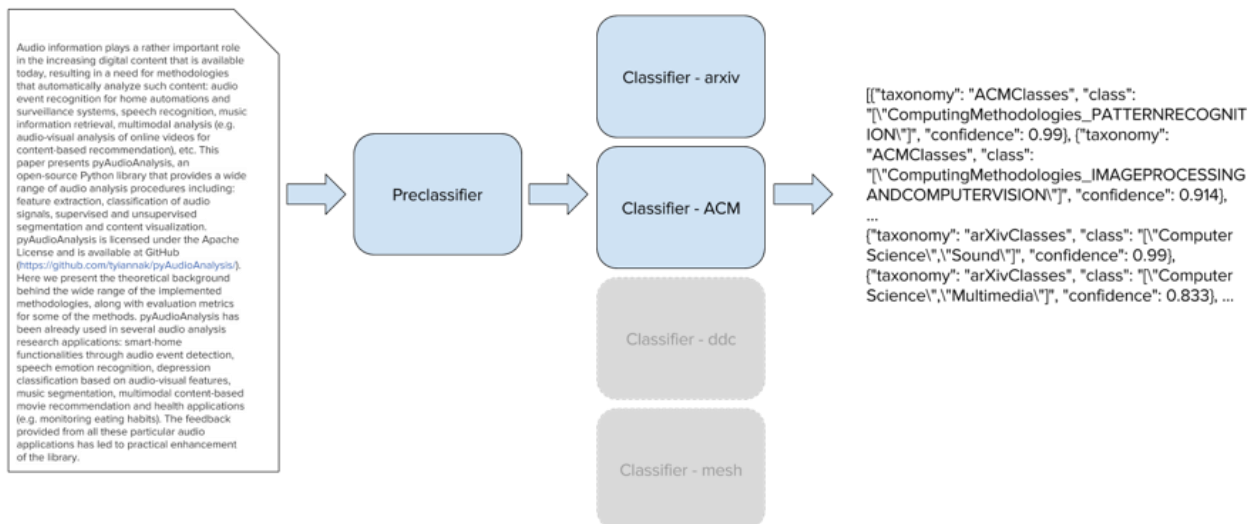 Audio information plays a rather important role
in the increasing digital content that is available
today, resulting in a need for methodologies
that automatically analyze such content: audio
event recognition for home automations and
surveillance systems, speech recognition, music
information retrieval, multimodal analysis (e.g.
audio-visual analysis of online videos for
content-based recommendation), etc. This
paper presents pyAudioAnalysis, an
open-source Python library that provides a wide
range of audio analysis procedures including:
feature extraction, classification of audio
signals, supervised and unsupervised
segmentation and content visualization.
pyAudioAnalysis is licensed under the Apache
License and is available at GitHub
(https://github.com/tyiannak/pyAudioAnalysis/).
Here we present the theoretical background
behind the wide range of the implemented
methodologies, along with evaluation metrics
for some of the methods. pyAudioAnalysis has
been already used in several audio analysis
research applications: smart-home
functionalities through audio event detection,
speech emotion recognition, depression
classification based on audio-visual features,
music segmentation, multimodal content-based
movie recommendation and health applications
(e.g. monitoring eating habits). The feedback
provided from all these particular audio
applications has led to practical enhancement
of the library.
Preclassifier
Classifier - arxiv
Classifier - ACM
Classifier - ddc
Classifier - mesh
[{"taxonomy": "ACMClasses", "class":
"[\"ComputingMethodologies_PATTERNRECOGNIT
ION\"]", "confidence": 0.99}, {"taxonomy":
"ACMClasses", "class":
"[\"ComputingMethodologies_IMAGEPROCESSING
ANDCOMPUTERVISION\"]", "confidence": 0.914},
...
{"taxonomy": "arXivClasses", "class": "[\"Computer
Science\",\"Sound\"]", "confidence": 0.99},
{"taxonomy": "arXivClasses", "class": "[\"Computer
Science\",\"Multimedia\"]", "confidence": 0.833}, ...